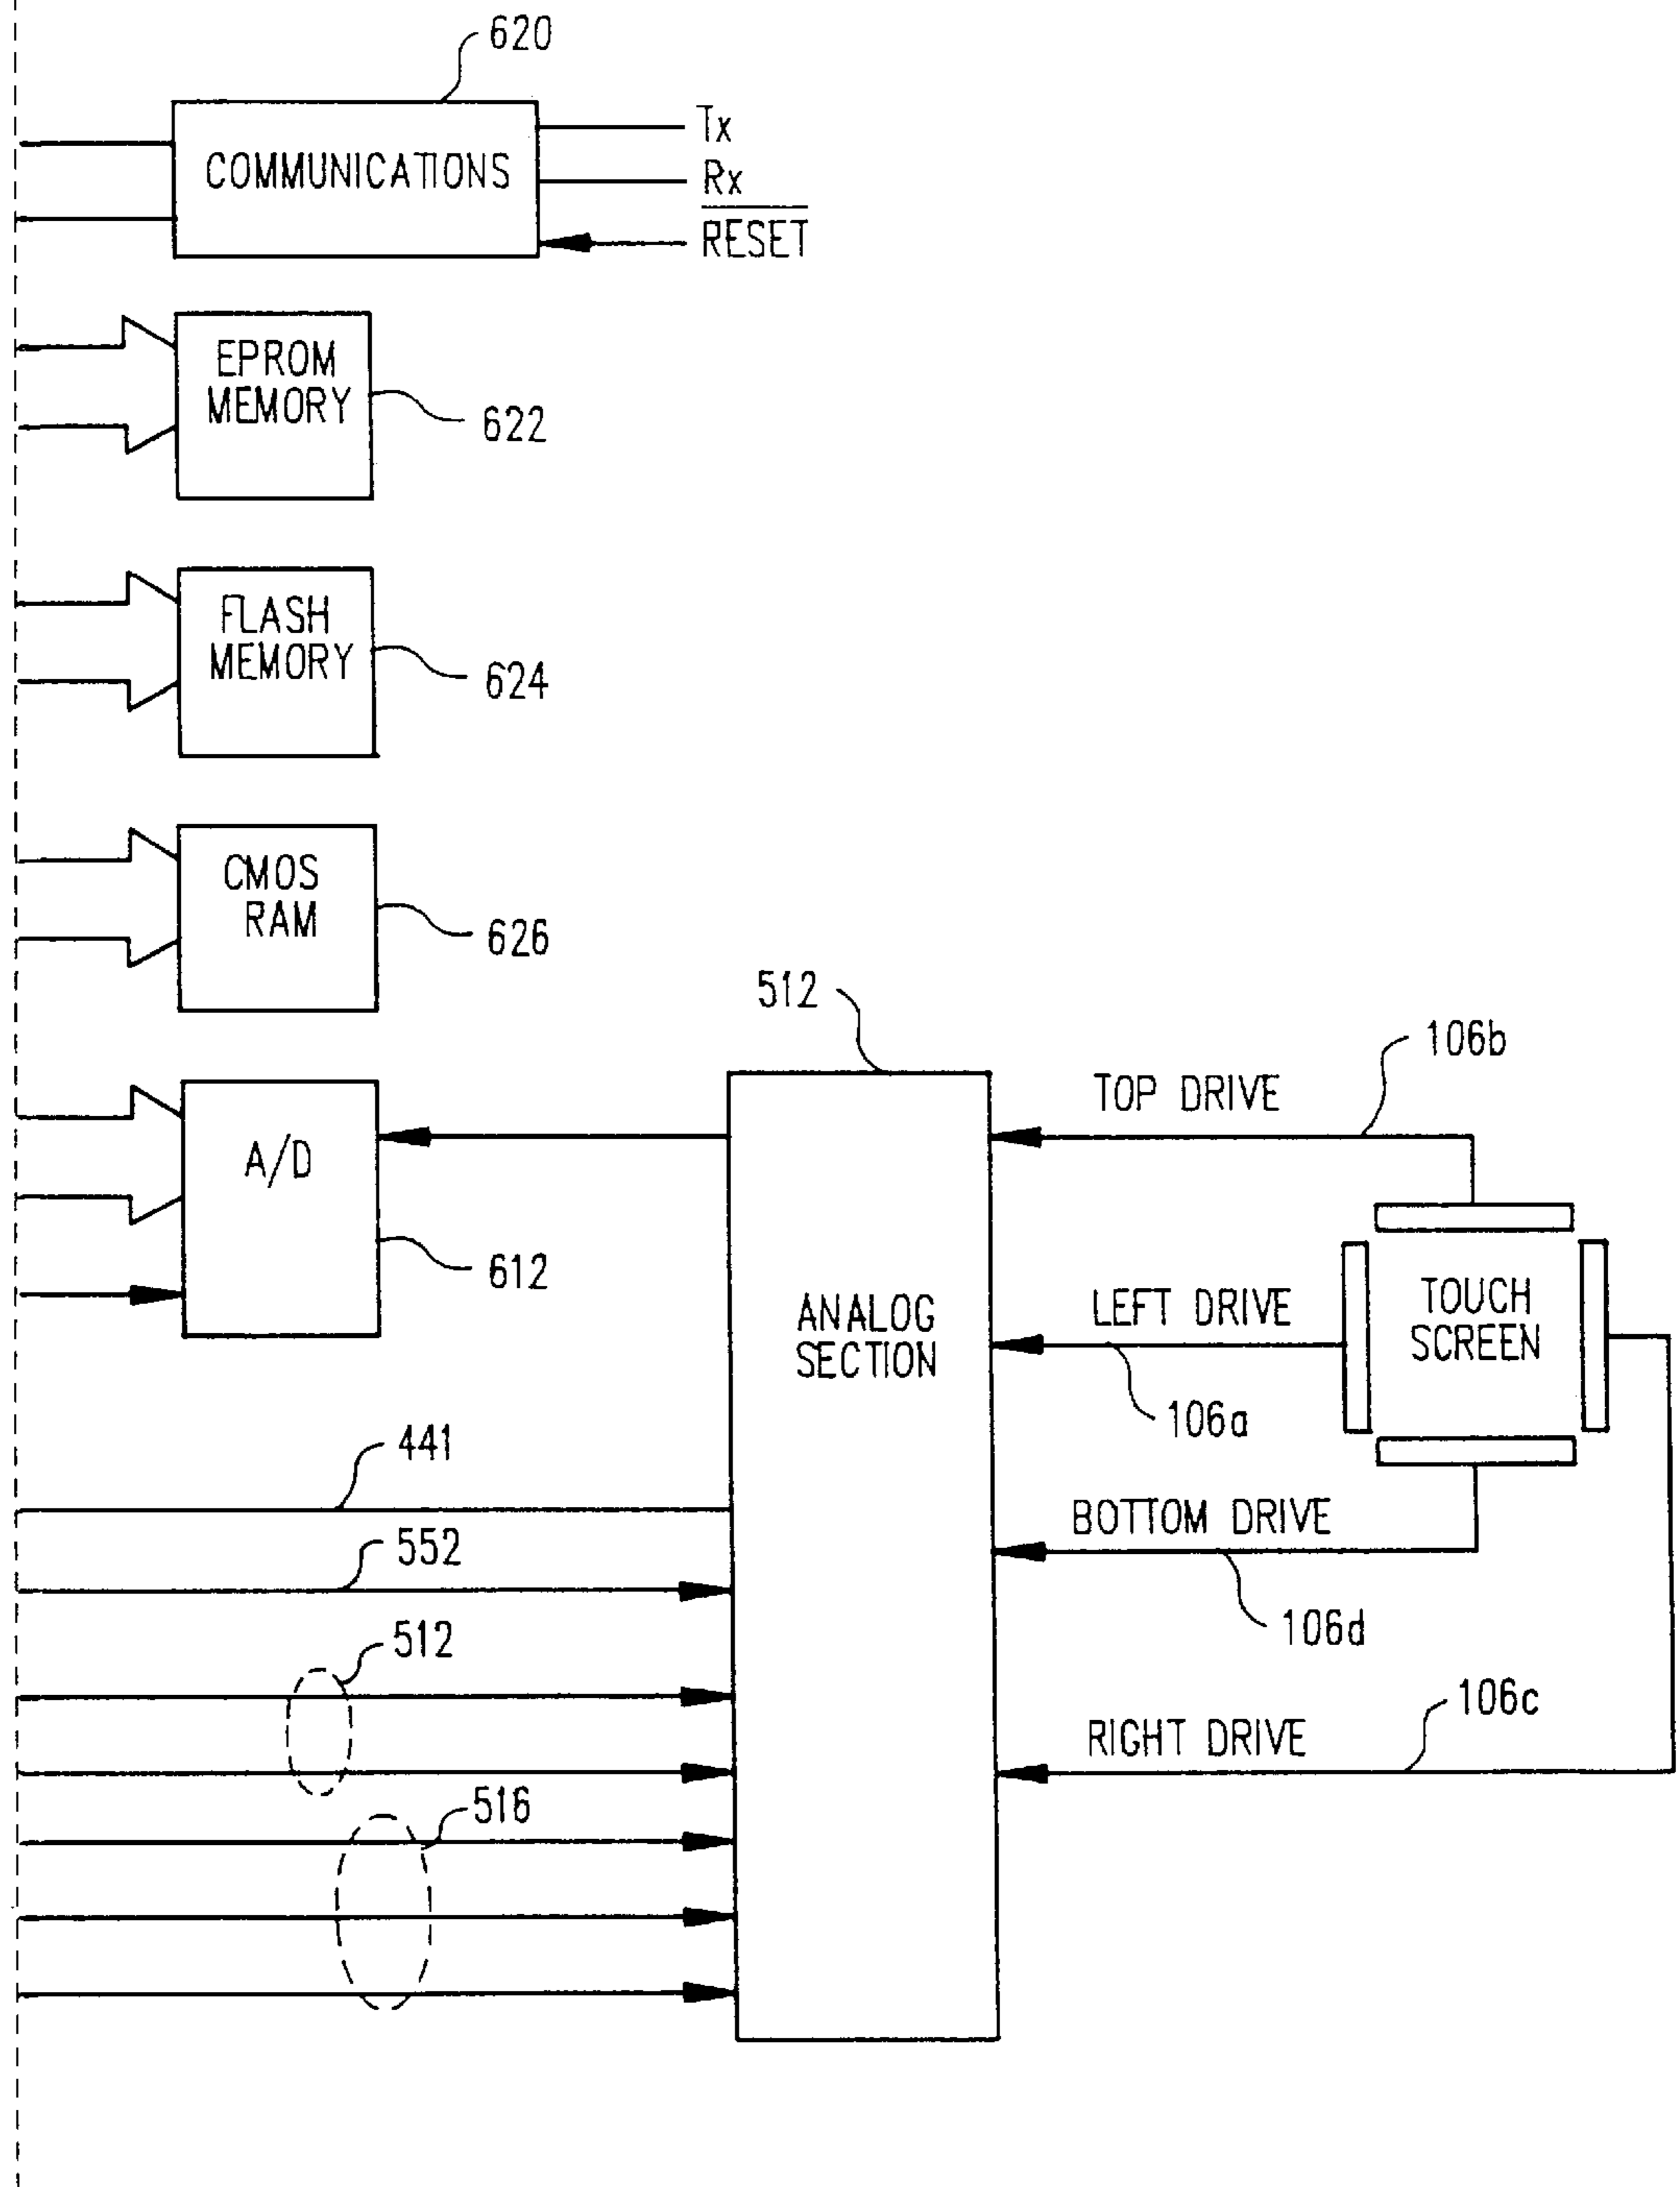 620
COMMUNICATIONS
Tx
Rx
RESET
EPROM
MEMORY
622
FLASH
MEMORY
624
CMOS
RAM
626
512
106b
TOP DRIVE
A/D
612
ANALOG
SECTION
LEFT DRIVE
TOUCH
SCREEN
106a
441
BOTTOM DRIVE
552
106d
512
106c
RIGHT DRIVE
516